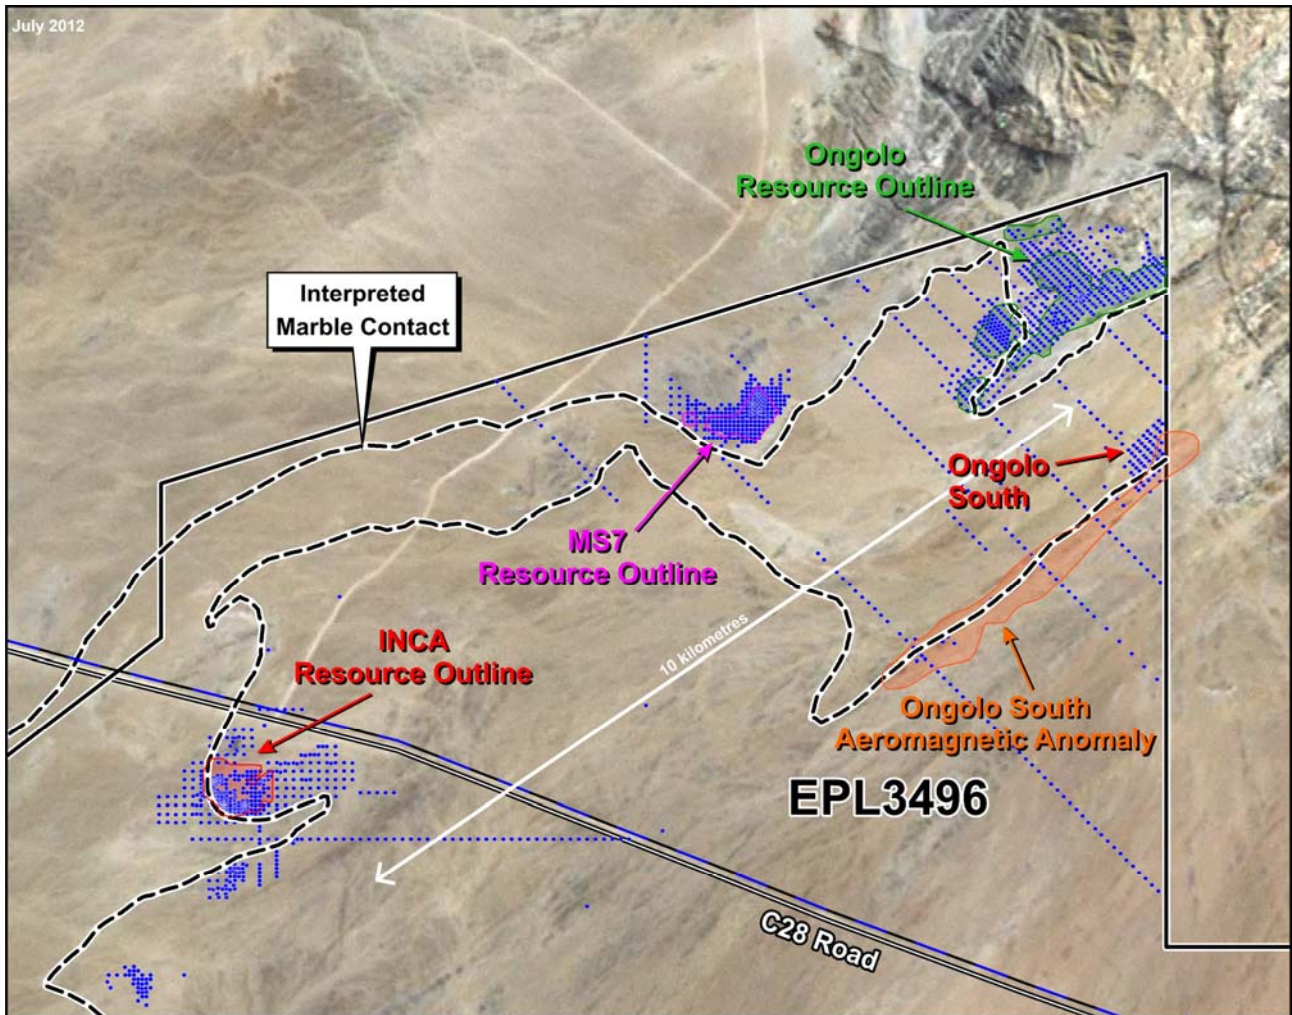 July 2012
Ongolo
Resource Outline
Interpreted
Marble Contact
Ongolo
South
MS7
Resource Outline
10 kilometres
INCA
Resource Outline
Ongolo South
Aeromagnetic Anomaly
EPL3496
C28 Road